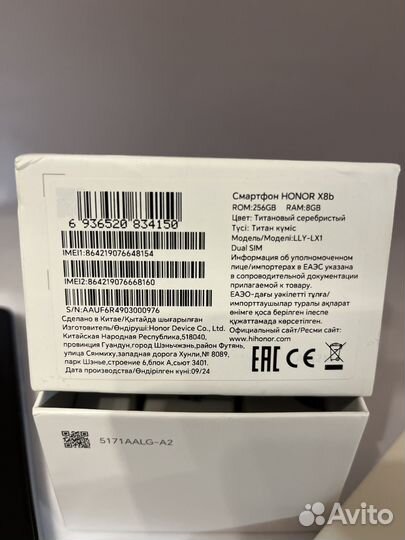 6 936520 834150
IMEI1:864219076648154
IMEI2:864219076668160
S/N:AAUF6R4903000976
Смартфон HONOR X8b
ROM:256GB RAM:8GB
Цвет: Титановый серебристый
Түсі: Титан күміс
Модель/Моделі:LLY-LX1
Dual SIM
Информация об уполномоченном
лице/импортерах в ЕАЭС указана
в сопроводительной документации
прилагаемой к товару.
ЕАЭО-дағы уәкілетті тұлға/
импорттаушылар туралы ақпарат
өнімге қоса берілген ілеспе
құжаттамада көрсетілген.
Официальный сайт/Ресми сайты:
www.hihonor.com
Сделано в Китае/Қытайда шығарылған
Изготовитель/Өндіруші:Honor Device Co., Ltd.
Китайская Народная Республика,518040,
провинция Гуандун,город Шэньчжэнь,район Футянь,
улица Сянмиху,западная дорога Хунли,№ 8089,
парк Шэнье,строение 6,блок А,сьют 3401.
Дата производства/Өндірілген күні:09/24
EAC
5171AALG-A2
Avito